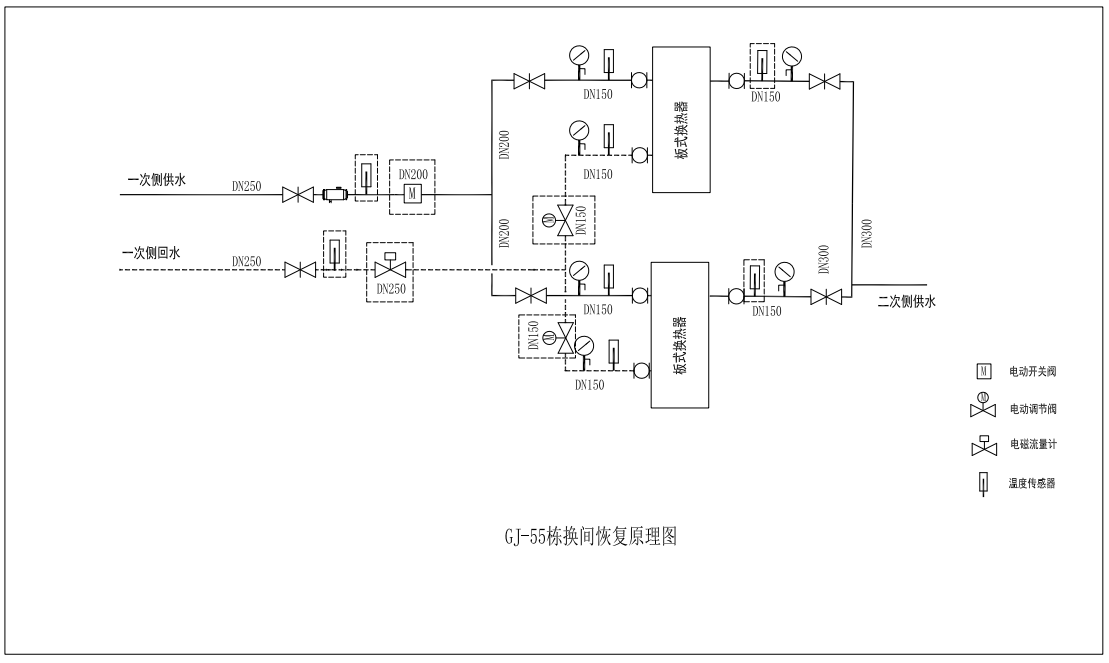 DN150
DN150
板式换热器
DN200
DN150
一次侧供水
DN250
DN200
M
M
DN150
DN200
DN300
一次侧回水
DN250
DN250
DN300
二次侧供水
DN150
DN150
M
DN150
板式换热器
DN150
M
电动开关阀
M
电动调节阀
电磁流量计
温度传感器
GJ-55栋换间恢复原理图